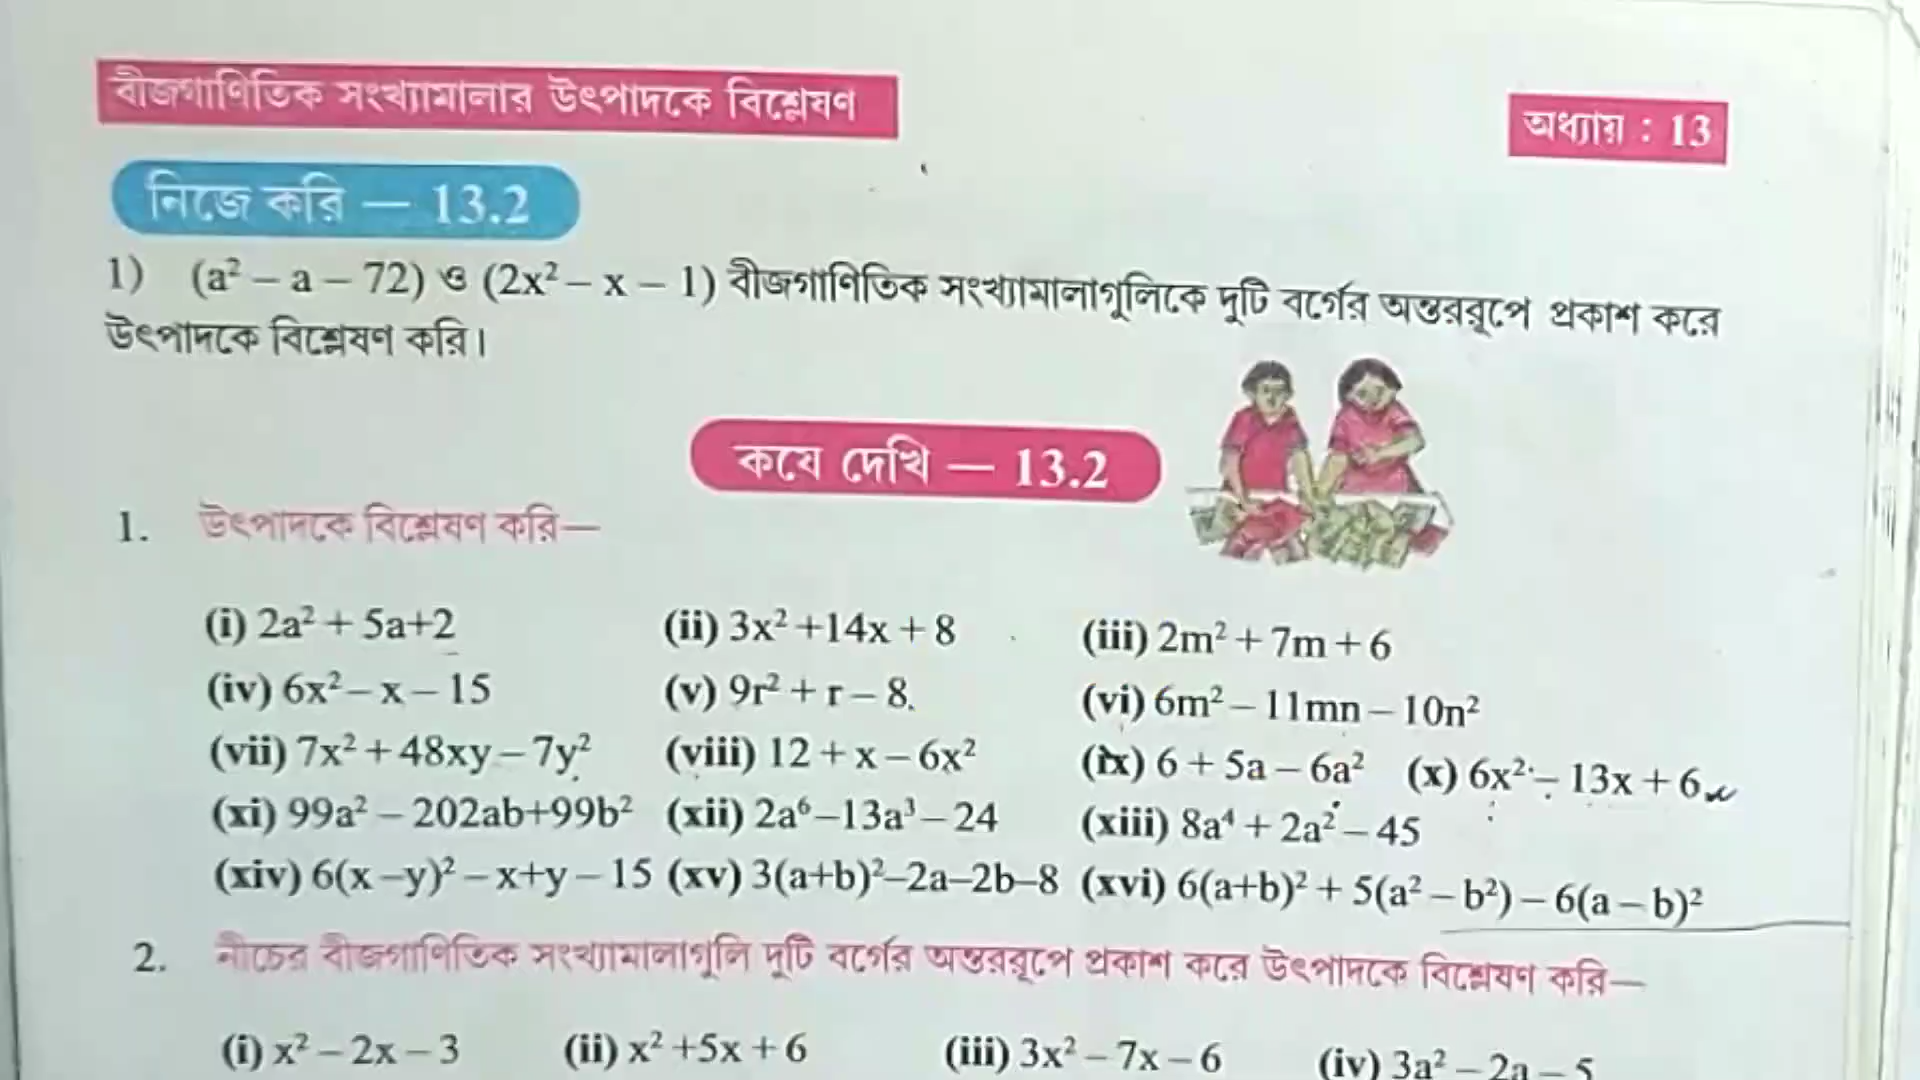 বীজগাণিতিক সংখ্যামালার উৎপাদকে বিশ্লেষণ
অধ্যায় : 13
নিজে করি — 13.2
1) (a² – a – 72) ও (2x² – x – 1) বীজগাণিতিক সংখ্যামালাগুলিকে দুটি বর্গের অন্তররূপে প্রকাশ করে
উৎপাদকে বিশ্লেষণ করি।
কষে দেখি — 13.2
1. উৎপাদকে বিশ্লেষণ করি—
(i) 2a² + 5a+2 (ii) 3x² +14x + 8 (iii) 2m² + 7m + 6
(iv) 6x² – x – 15 (v) 9r² + r – 8 (vi) 6m² – 11mn – 10n²
(vii) 7x² + 48xy – 7y² (viii) 12 + x – 6x² (ix) 6 + 5a – 6a² (x) 6x² – 13x + 6
(xi) 99a² – 202ab+99b² (xii) 2a⁶ –13a³ – 24 (xiii) 8a⁴ + 2a² – 45
(xiv) 6(x –y)² – x+y – 15 (xv) 3(a+b)²–2a–2b–8 (xvi) 6(a+b)² + 5(a² – b²) – 6(a – b)²
2. নীচের বীজগাণিতিক সংখ্যামালাগুলি দুটি বর্গের অন্তররূপে প্রকাশ করে উৎপাদকে বিশ্লেষণ করি—
(i) x² – 2x – 3 (ii) x² +5x + 6 (iii) 3x² – 7x – 6 (iv) 3a² – 2a – 5